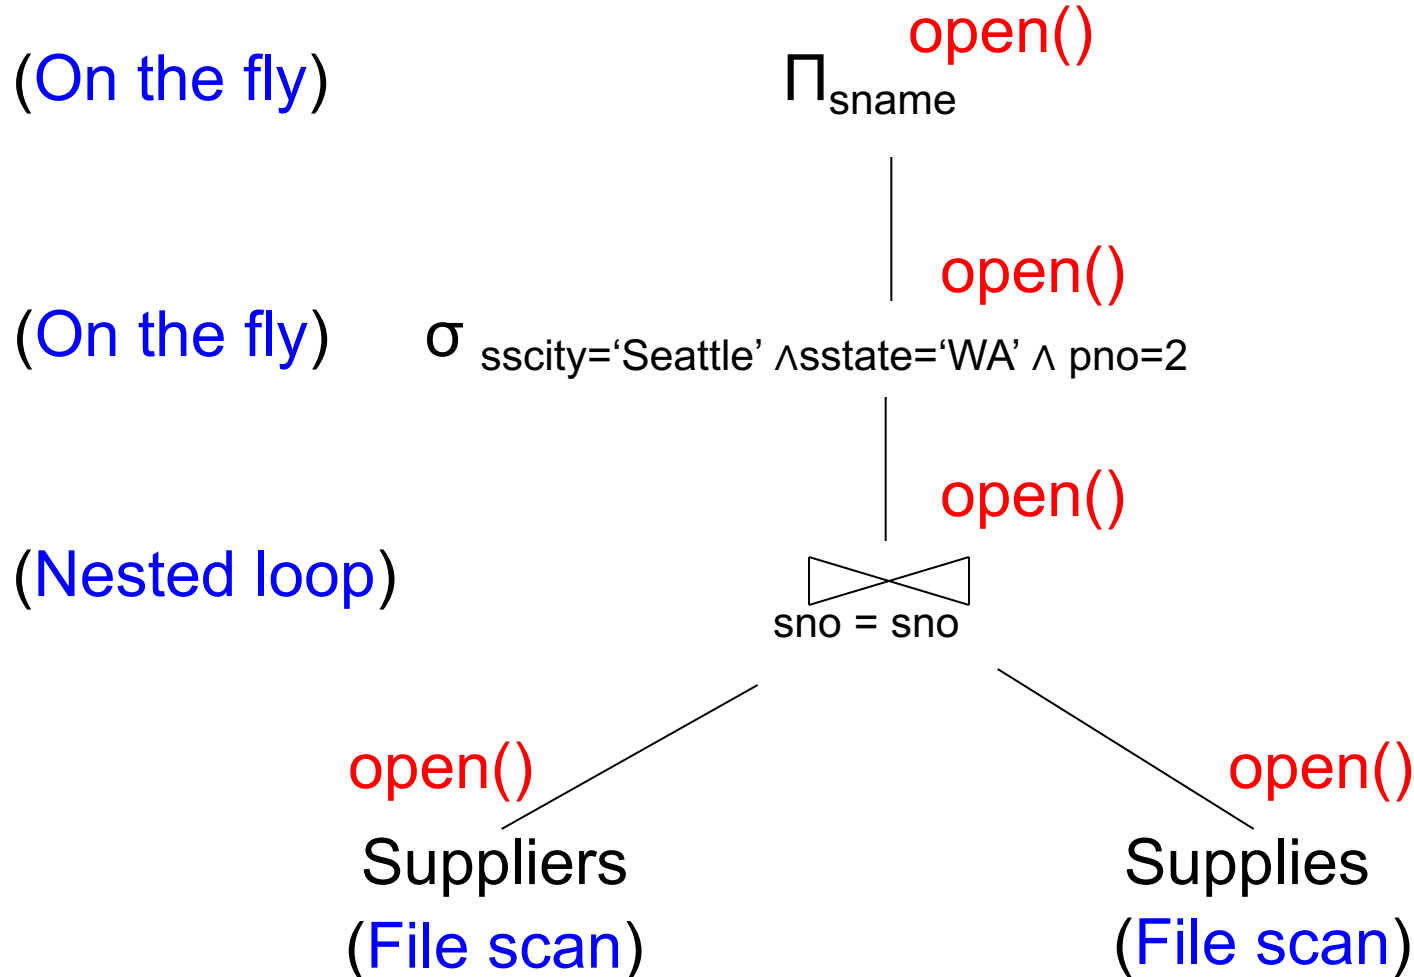 open()
(On the fly) Πsname
open()
(On the fly) σ sscity=‘Seattle’ ∧sstate=‘WA’ ∧ pno=2
open()
(Nested loop)
sno = sno
open() open()
Suppliers Supplies
(File scan) (File scan)